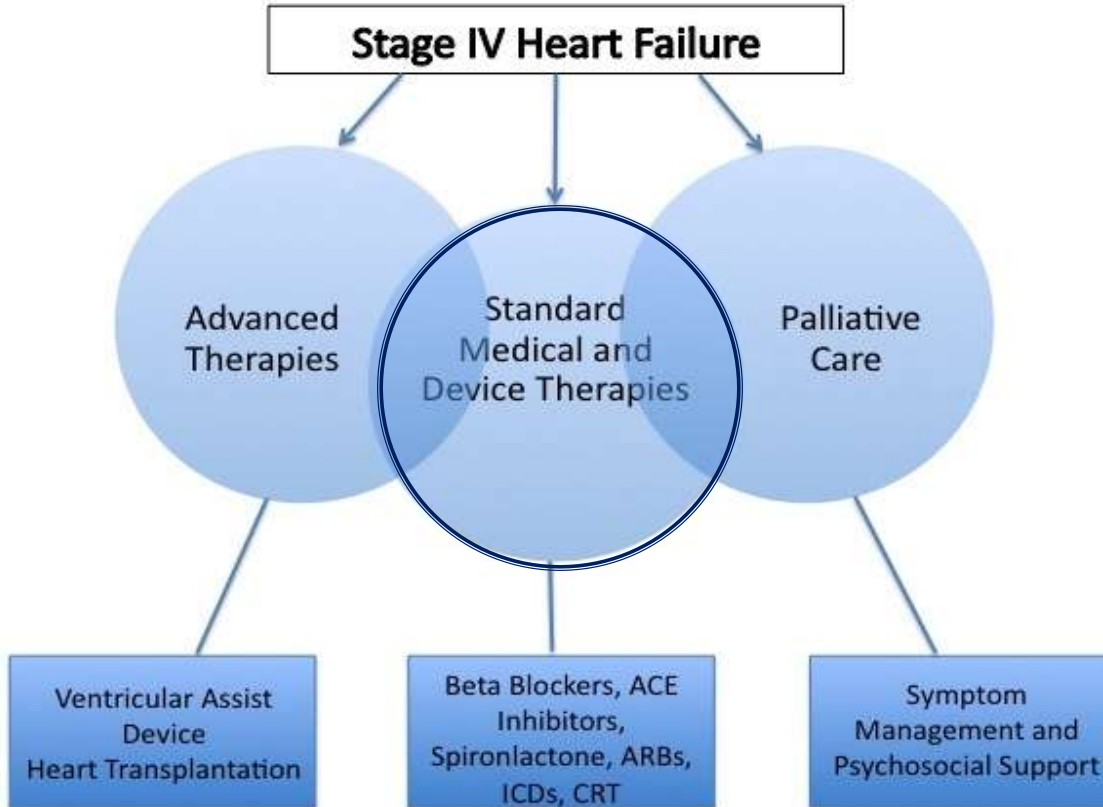 Stage IV Heart Failure
Advanced
Therapies
Standard
Medical and
Device Therapies
Palliative
Care
Ventricular Assist
Device
Heart Transplantation
Beta Blockers, ACE
Inhibitors,
Spironlactone, ARBs,
ICDs, CRT
Symptom
Management and
Psychosocial Support